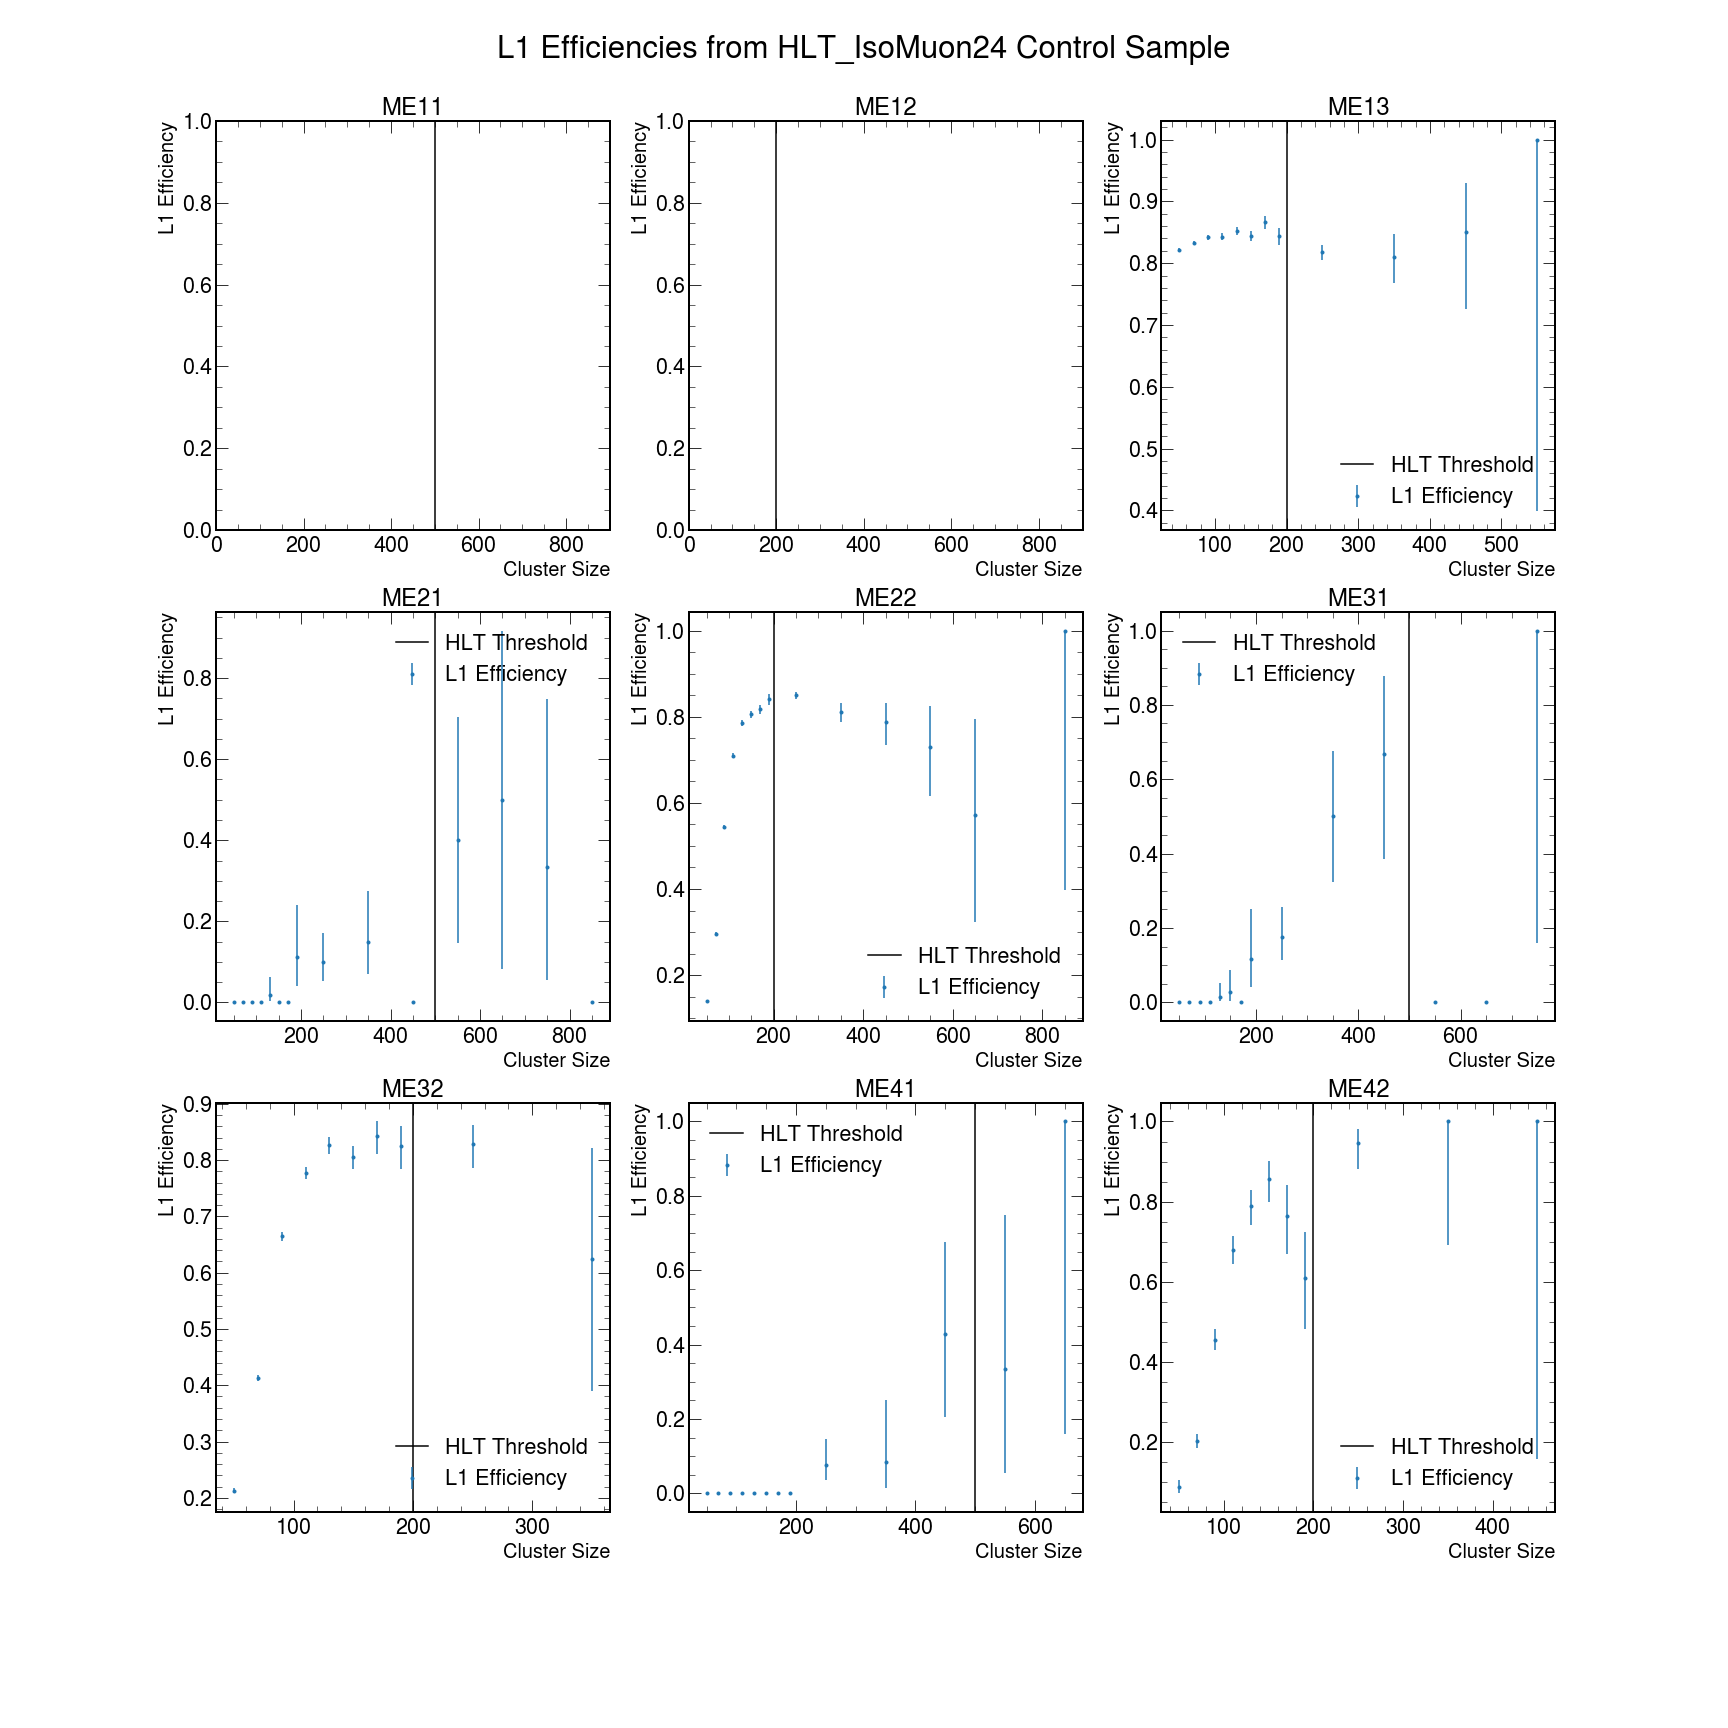 L1 Efficiencies from HLT_IsoMuon24 Control Sample
ME11
L1 Efficiency
1.0
0.8
0.6
0.4
0.2
0.0
0 200 400 600 800
Cluster Size
ME12
L1 Efficiency
1.0
0.8
0.6
0.4
0.2
0.0
0 200 400 600 800
Cluster Size
ME13
L1 Efficiency
1.0
0.9
0.8
0.7
0.6
0.5
0.4
HLT Threshold
L1 Efficiency
100 200 300 400 500
Cluster Size
ME21
L1 Efficiency
HLT Threshold
L1 Efficiency
0.8
0.6
0.4
0.2
0.0
200 400 600 800
Cluster Size
ME22
L1 Efficiency
1.0
0.8
0.6
0.4
0.2
HLT Threshold
L1 Efficiency
200 400 600 800
Cluster Size
ME31
L1 Efficiency
HLT Threshold
L1 Efficiency
1.0
0.8
0.6
0.4
0.2
0.0
200 400 600
Cluster Size
ME32
L1 Efficiency
0.9
0.8
0.7
0.6
0.5
0.4
0.3
0.2
HLT Threshold
L1 Efficiency
100 200 300
Cluster Size
ME41
L1 Efficiency
HLT Threshold
L1 Efficiency
1.0
0.8
0.6
0.4
0.2
0.0
200 400 600
Cluster Size
ME42
L1 Efficiency
1.0
0.8
0.6
0.4
0.2
HLT Threshold
L1 Efficiency
100 200 300 400
Cluster Size